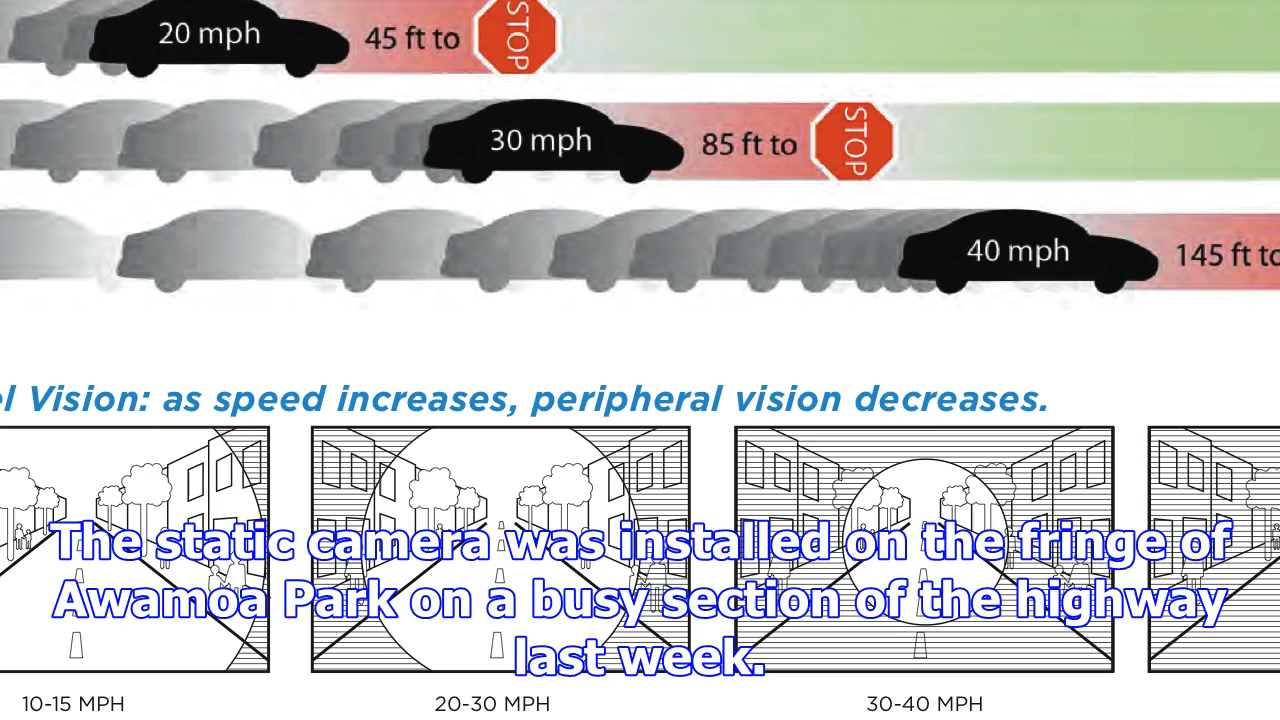 20 mph 45 ft to STOP
30 mph 85 ft to STOP
40 mph 145 ft to
Vision: as speed increases, peripheral vision decreases.
The static camera was installed on the fringe of
Awamoa Park on a busy section of the highway
last week.
10-15 MPH 20-30 MPH 30-40 MPH